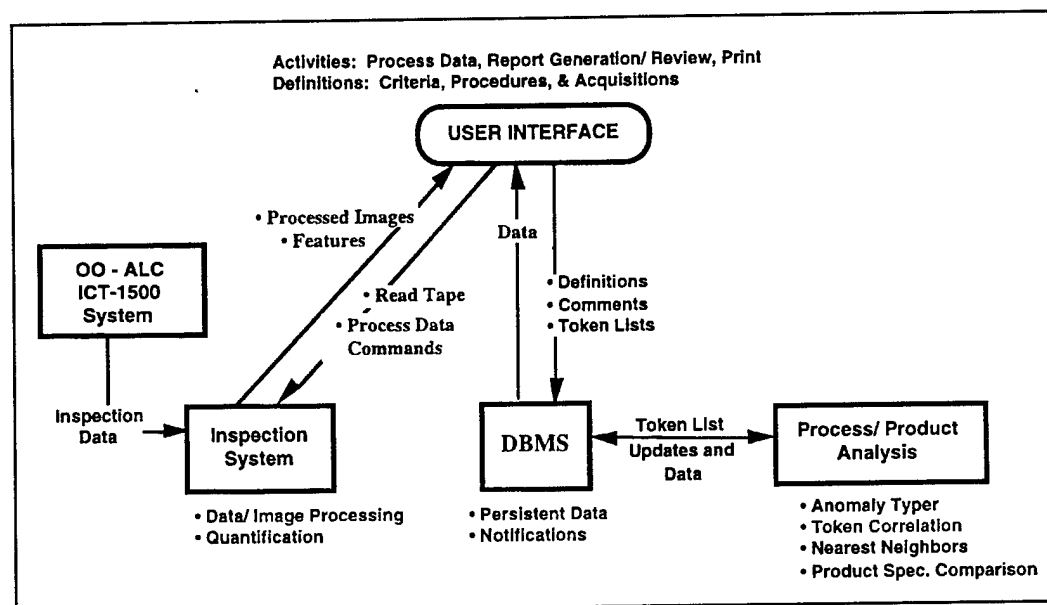 Activities: Process Data, Report Generation/ Review, Print
Definitions: Criteria, Procedures, & Acquisitions
USER INTERFACE
• Processed Images
• Features
Data
OO - ALC
ICT-1500
System
• Read Tape
• Process Data
Commands
• Definitions
• Comments
• Token Lists
Inspection
Data
Inspection
System
DBMS
Token List
Updates and
Data
Process/ Product
Analysis
• Data/ Image Processing
• Quantification
• Persistent Data
• Notifications
• Anomaly Typer
• Token Correlation
• Nearest Neighbors
• Product Spec. Comparison